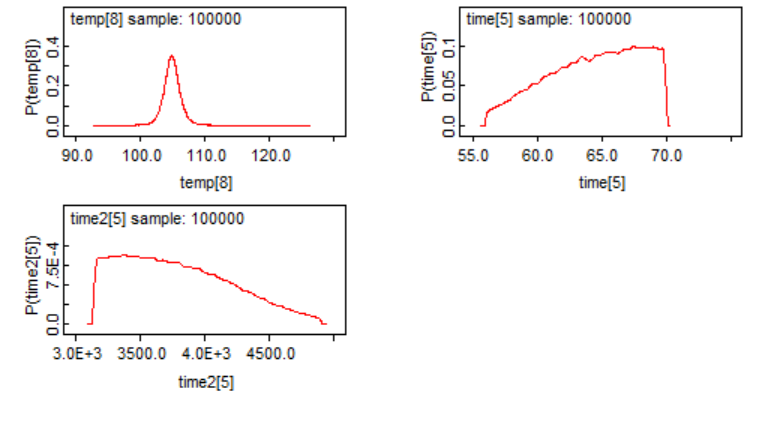 temp[8] sample: 100000
P(temp[8])
0.0 0.2 0.4
90.0 100.0 110.0 120.0
temp[8]
time[5] sample: 100000
P(time[5])
0.0 0.05 0.1
55.0 60.0 65.0 70.0
time[5]
time2[5] sample: 100000
P(time2[5])
0.0 7.5E-4
3.0E+3 3500.0 4.0E+3 4500.0
time2[5]